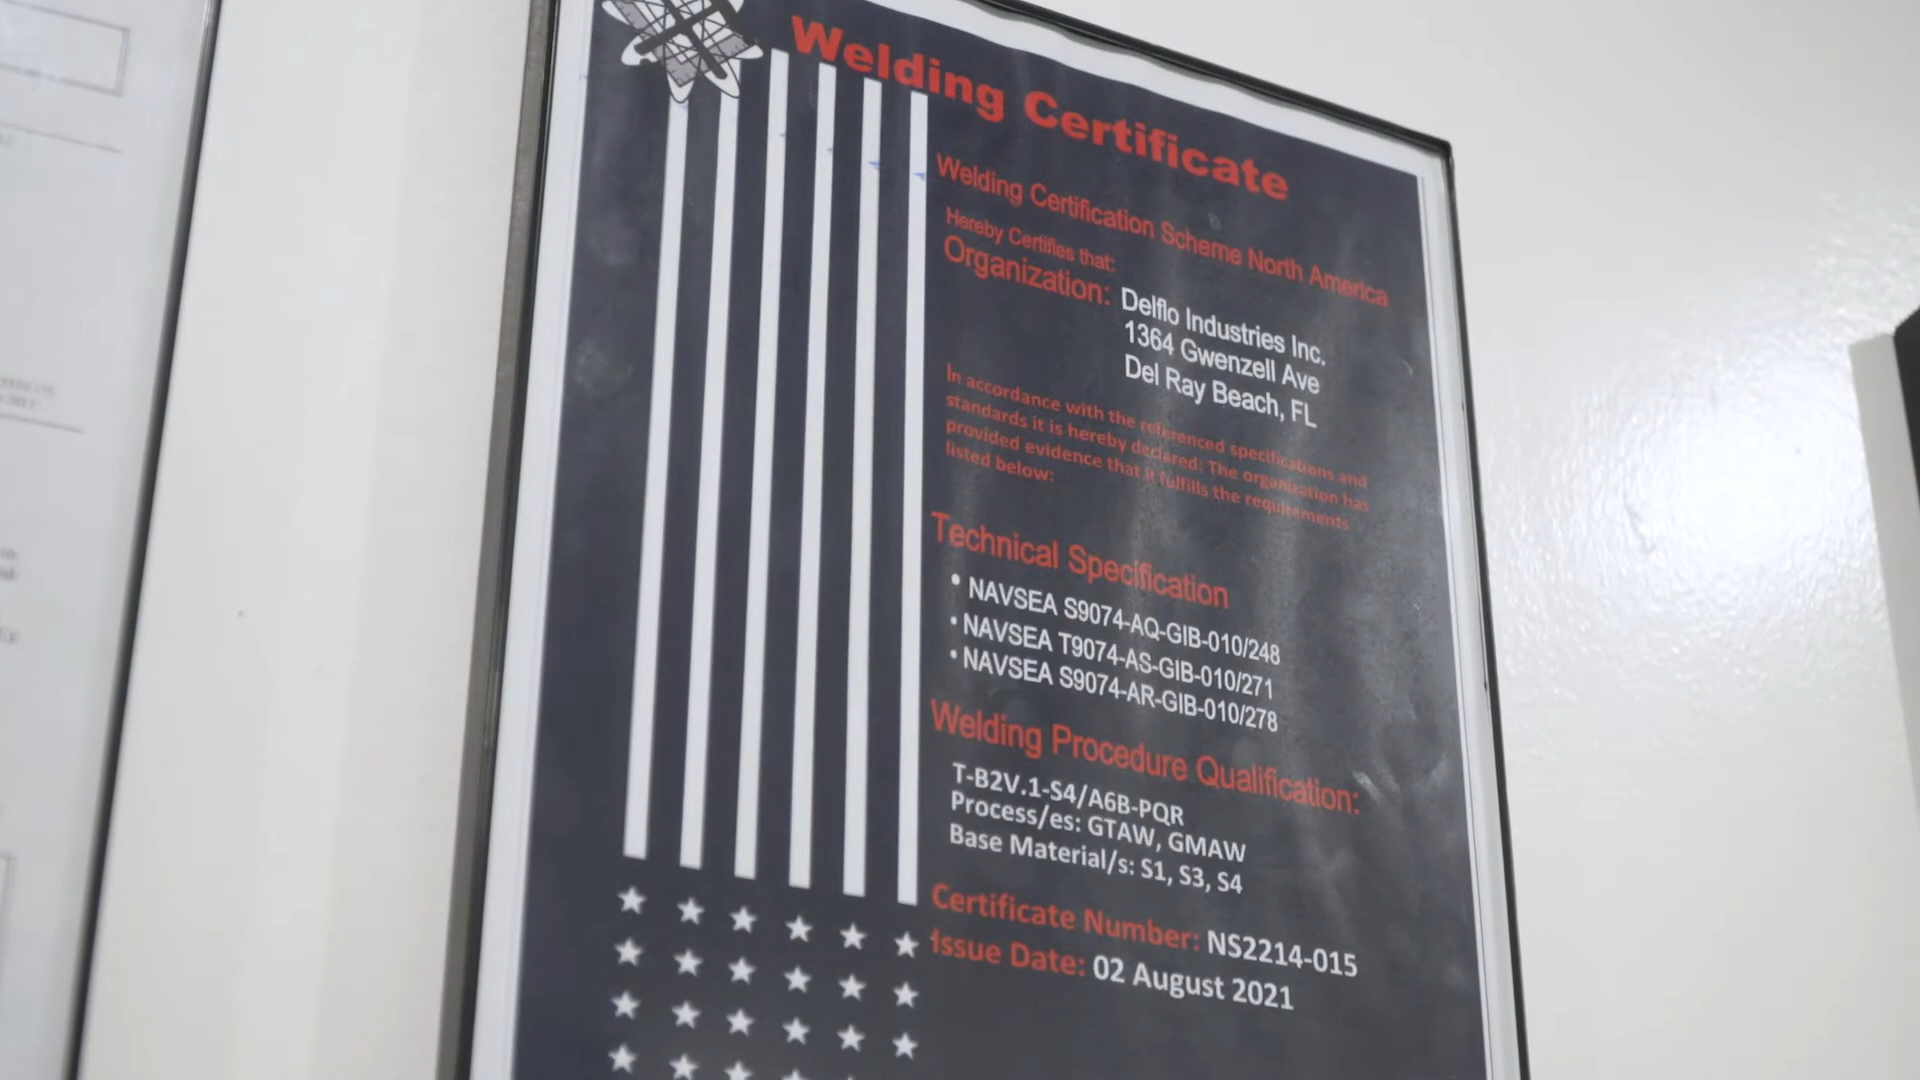 Welding Certificate
Welding Certification Scheme North America
Hereby Certifies that:
Organization: Delflo Industries Inc.
1364 Gwenzell Ave
Del Ray Beach, FL
In accordance with the referenced specifications and
standards it is hereby declared: The organization has
provided evidence that it fulfills the requirements
listed below:
Technical Specification
• NAVSEA S9074-AQ-GIB-010/248
• NAVSEA T9074-AS-GIB-010/271
• NAVSEA S9074-AR-GIB-010/278
Welding Procedure Qualification:
T-B2V.1-S4/A6B-PQR
Process/es: GTAW, GMAW
Base Material/s: S1, S3, S4
Certificate Number: NS2214-015
Issue Date: 02 August 2021